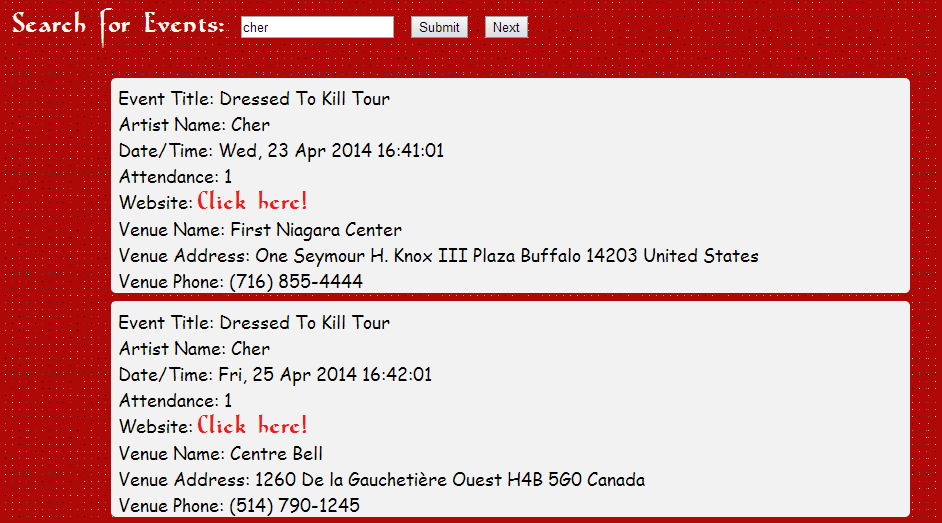 Search for Events: cher Submit Next
Event Title: Dressed To Kill Tour
Artist Name: Cher
Date/Time: Wed, 23 Apr 2014 16:41:01
Attendance: 1
Website: Click here!
Venue Name: First Niagara Center
Venue Address: One Seymour H. Knox III Plaza Buffalo 14203 United States
Venue Phone: (716) 855-4444
Event Title: Dressed To Kill Tour
Artist Name: Cher
Date/Time: Fri, 25 Apr 2014 16:42:01
Attendance: 1
Website: Click here!
Venue Name: Centre Bell
Venue Address: 1260 De la Gauchetière Ouest H4B 5G0 Canada
Venue Phone: (514) 790-1245